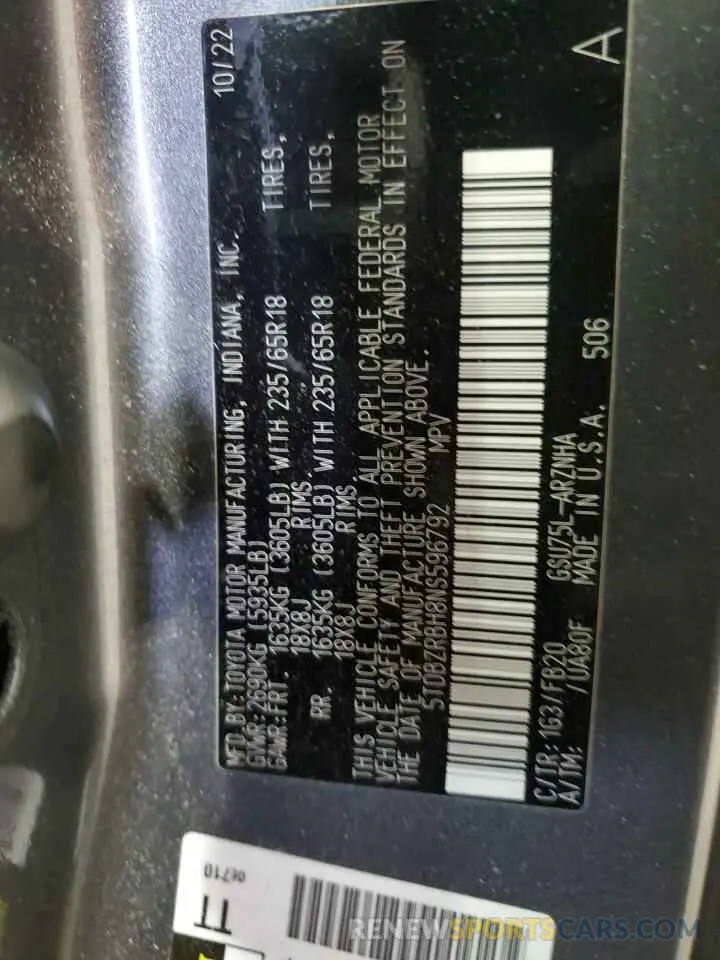 MFD.BY:TOYOTA MOTOR MANUFACTURING, INDIANA, INC. 10/22
GVWR:2690KG (5935LB)
GAWR:FRT. 1635KG (3605LB) WITH 235/65R18 TIRES,
18X8J RIMS,
RR. 1635KG (3605LB) WITH 235/65R18 TIRES,
18X8J RIMS,
THIS VEHICLE CONFORMS TO ALL APPLICABLE FEDERAL MOTOR
VEHICLE SAFETY AND THEFT PREVENTION STANDARDS IN EFFECT ON
THE DATE OF MANUFACTURE SHOWN ABOVE.
5TDBZRBH8NS596792 MPV
C/TR:1G3/FB20 GSU75L-ARZNHA
A/TM: /UA80F MADE IN U.S.A. 506 A
TT 0E710
RENEWSPORTSCARS.COM